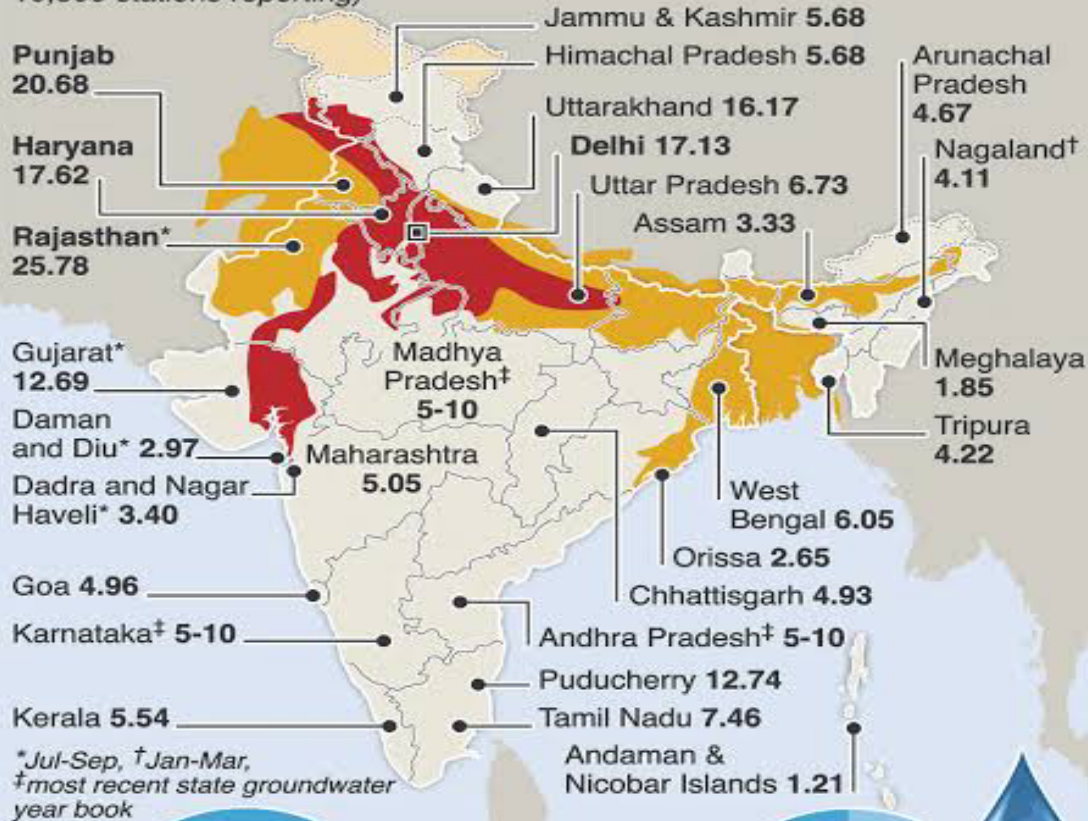 Jammu & Kashmir 5.68
Himachal Pradesh 5.68
Uttarakhand 16.17
Delhi 17.13
Uttar Pradesh 6.73
Assam 3.33
Arunachal
Pradesh
4.67
Nagaland†
4.11
Punjab
20.68
Haryana
17.62
Rajasthan*
25.78
Gujarat*
12.69
Daman
and Diu* 2.97
Dadra and Nagar
Haveli* 3.40
Madhya
Pradesh‡
5-10
Maharashtra
5.05
Meghalaya
1.85
Tripura
4.22
West
Bengal 6.05
Orissa 2.65
Chhattisgarh 4.93
Goa 4.96
Karnataka‡ 5-10
Andhra Pradesh‡ 5-10
Puducherry 12.74
Kerala 5.54
Tamil Nadu 7.46
Andaman &
Nicobar Islands 1.21
*Jul-Sep, †Jan-Mar,
‡most recent state groundwater
year book